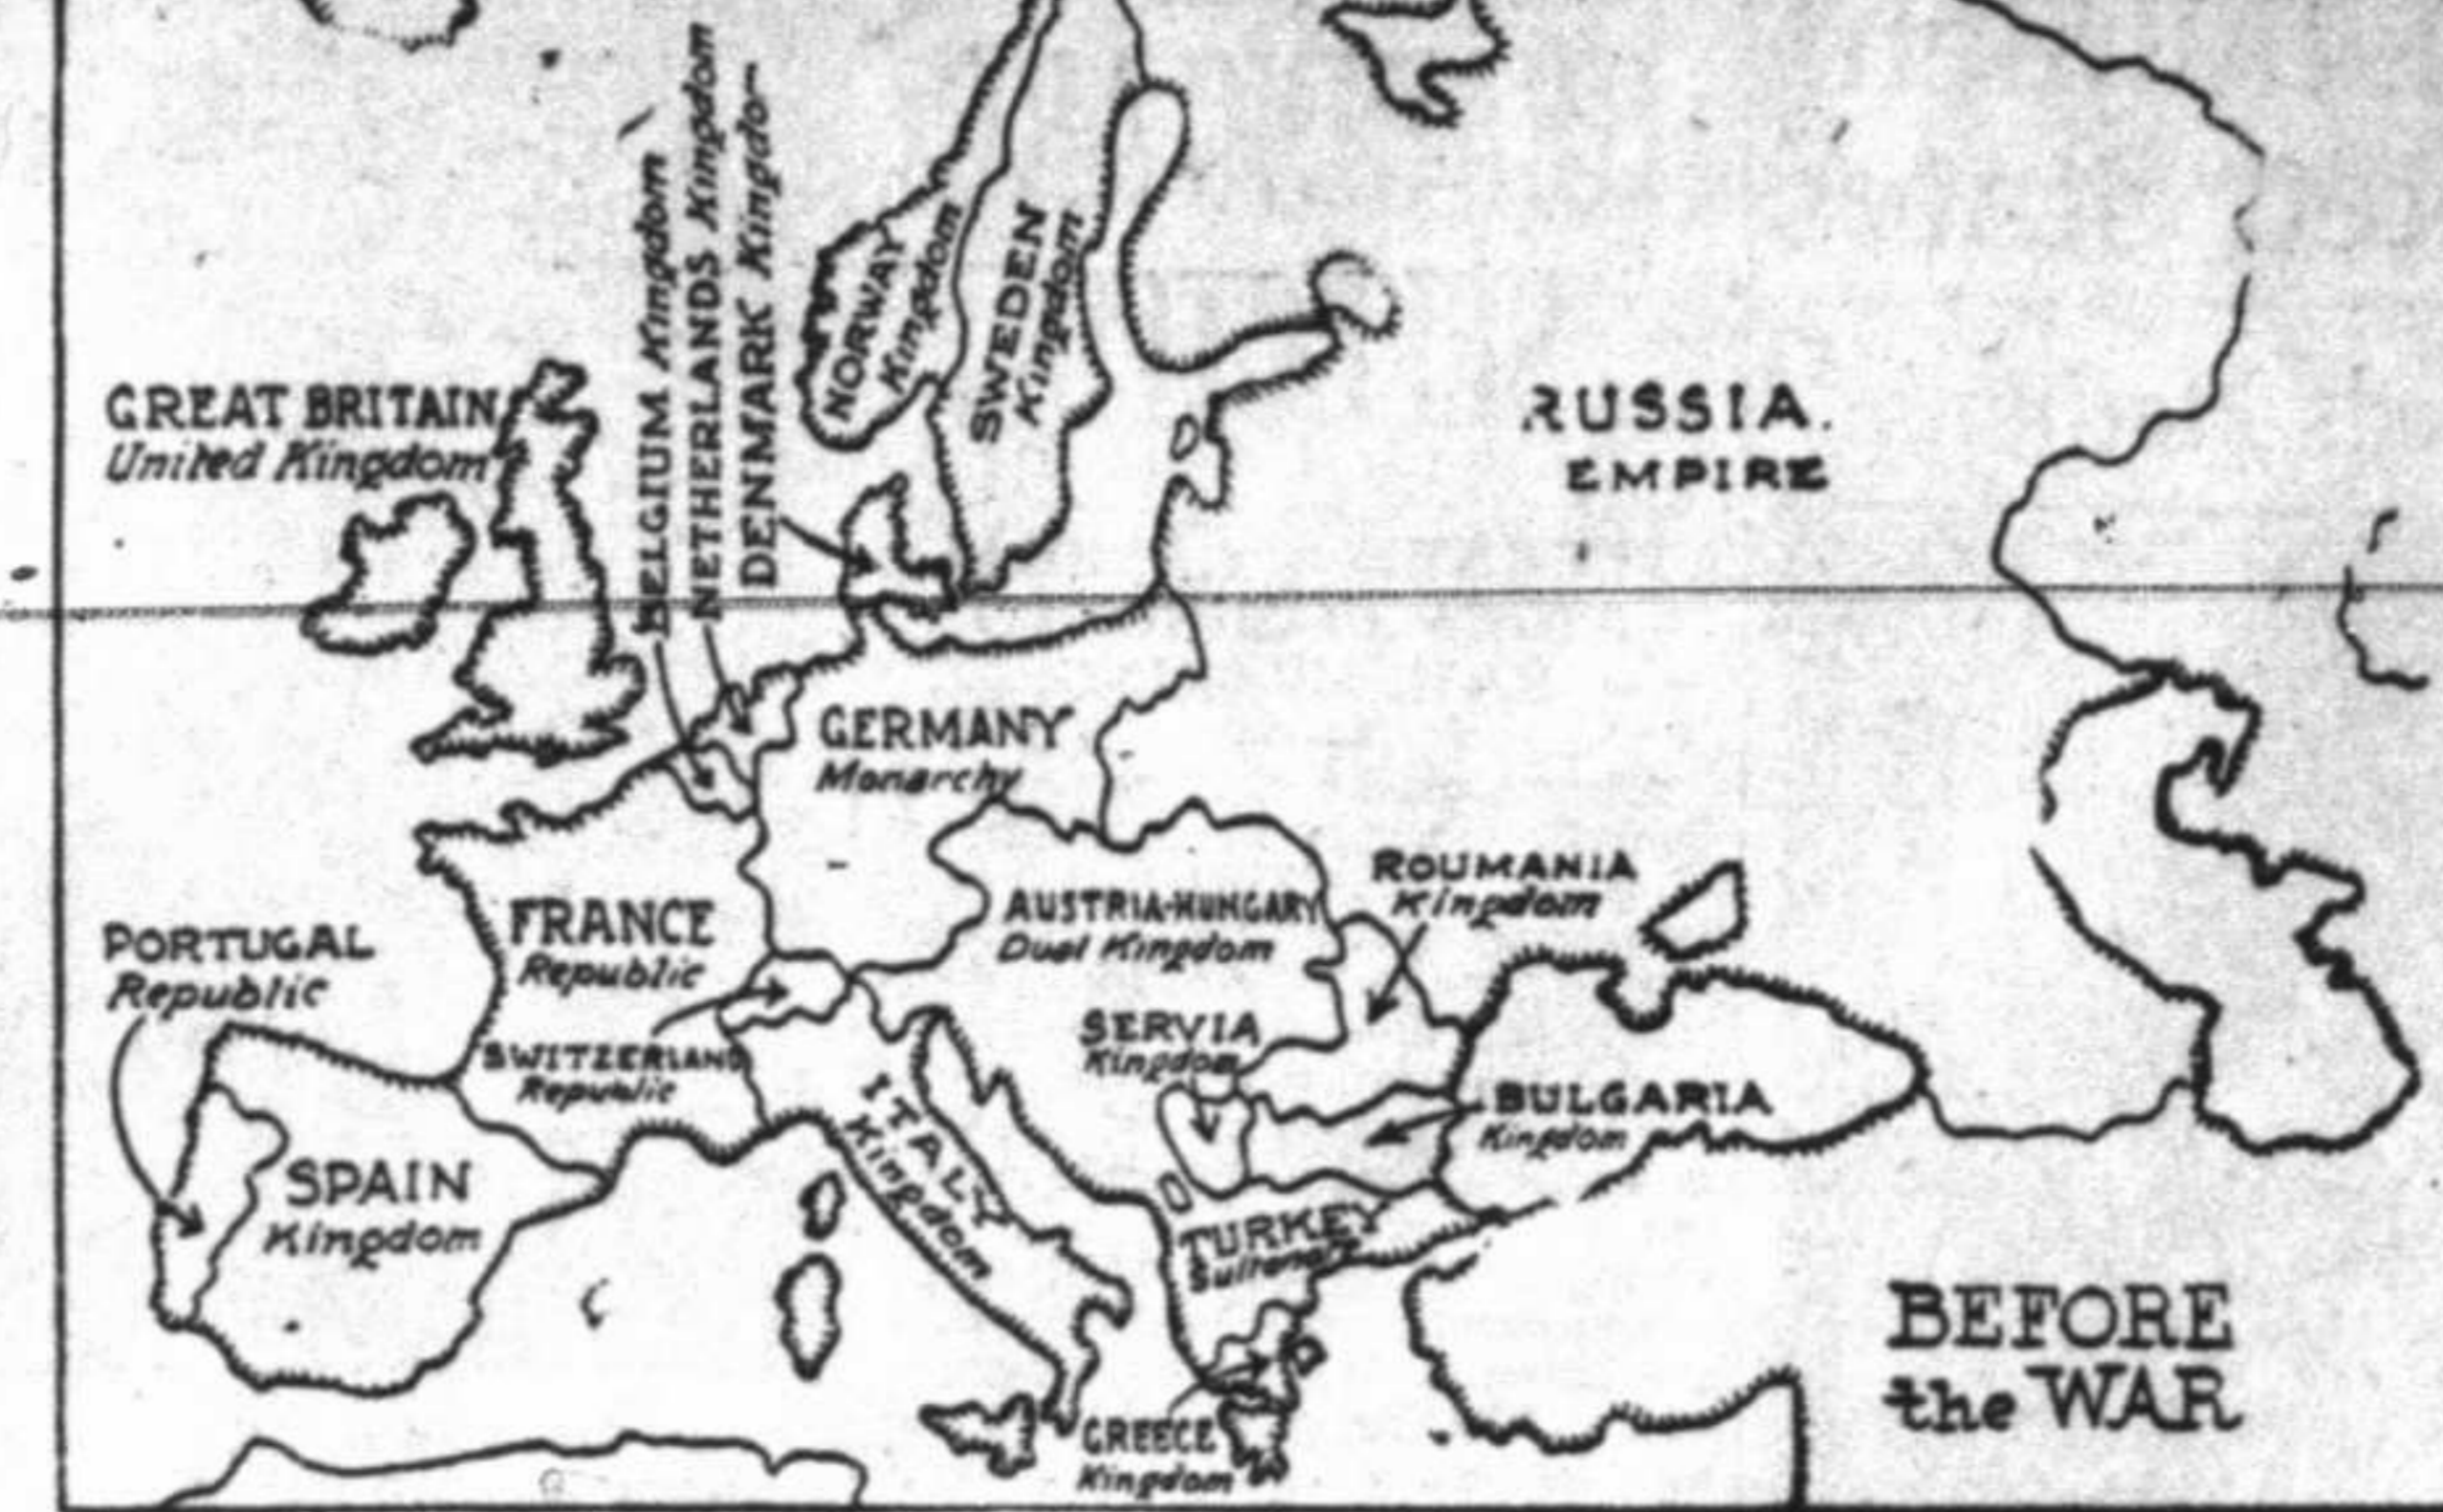 BELGIUM Kingdom
NETHERLANDS Kingdom
DENMARK
NORWAY
Kingdom
SWEDEN
Kingdom
GREAT BRITAIN
United Kingdom
RUSSIA.
EMPIRE
GERMANY
Monarchy
ROUMANIA
Kingdom
AUSTRIA-HUNGARY
Dual Kingdom
FRANCE
Republic
PORTUGAL
Republic
SERVIA
Kingdom
SWITZERLAND
Republic
ITALY
Kingdom
BULGARIA
Kingdom
SPAIN
Kingdom
TURKEY
BEFORE
the WAR
GREECE
Kingdom